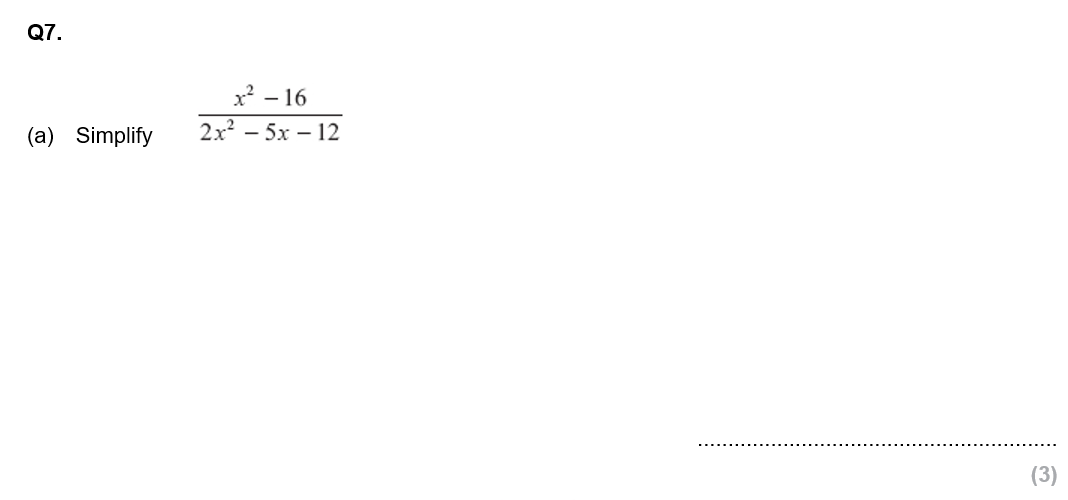 Q7.
x² – 16
(a) Simplify
2x² – 5x – 12
..........................................................
(3)